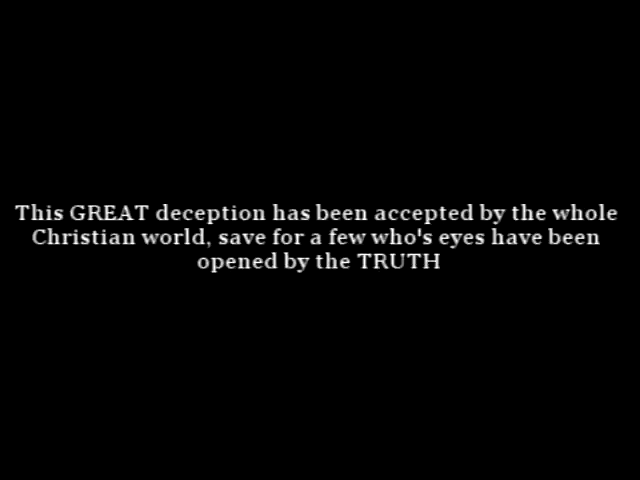 This GREAT deception has been accepted by the whole
Christian world, save for a few who's eyes have been
opened by the TRUTH